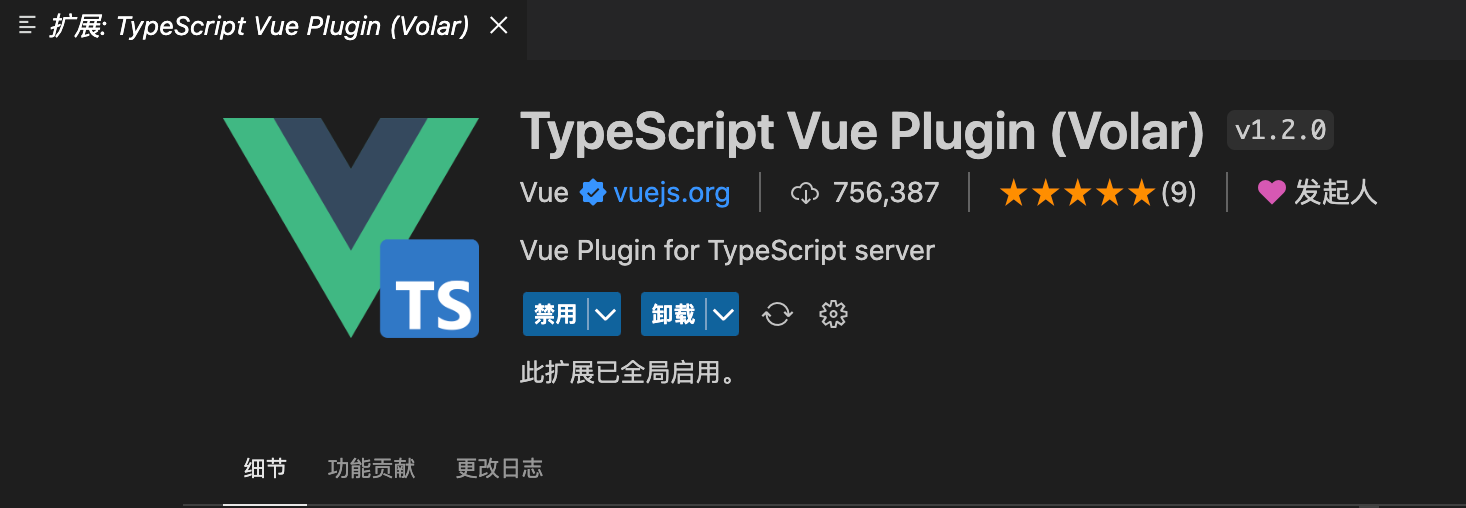 扩展: TypeScript Vue Plugin (Volar)
TypeScript Vue Plugin (Volar) v1.2.0
Vue vuejs.org 756,387 (9) 发起人
TS
Vue Plugin for TypeScript server
禁用 卸载
此扩展已全局启用。
细节 功能贡献 更改日志